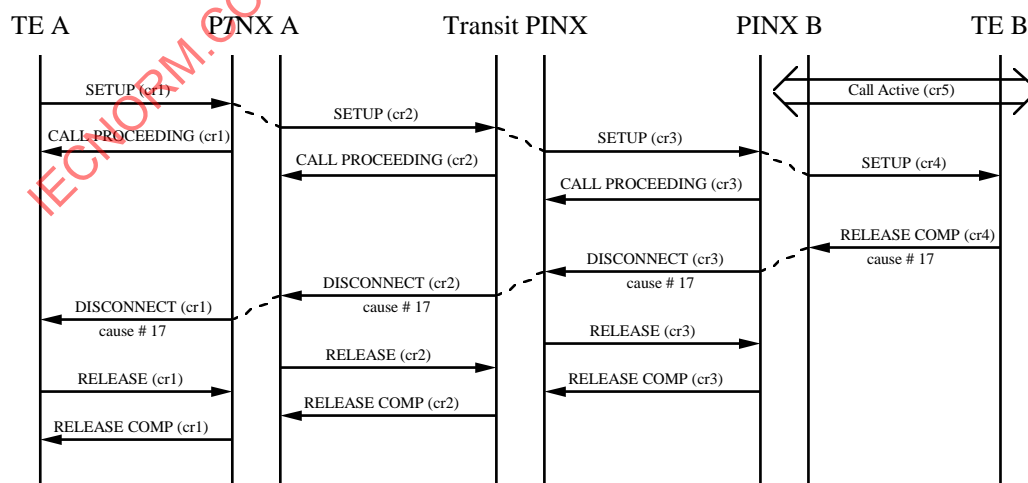 TE A PINX A Transit PINX PINX B TE B
IECNORM.CO
Call Active (cr5)
SETUP (cr1)
SETUP (cr2)
CALL PROCEEDING (cr1)
SETUP (cr3)
CALL PROCEEDING (cr2)
SETUP (cr4)
CALL PROCEEDING (cr3)
RELEASE COMP (cr4)
cause # 17
DISCONNECT (cr3)
cause # 17
DISCONNECT (cr2)
cause # 17
DISCONNECT (cr1)
cause # 17
RELEASE (cr3)
RELEASE (cr2)
RELEASE (cr1)
RELEASE COMP (cr3)
RELEASE COMP (cr2)
RELEASE COMP (cr1)